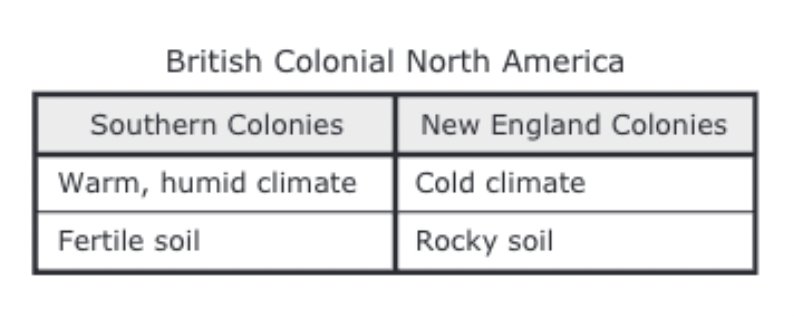 British Colonial North America
Southern Colonies New England Colonies
Warm, humid climate Cold climate
Fertile soil Rocky soil